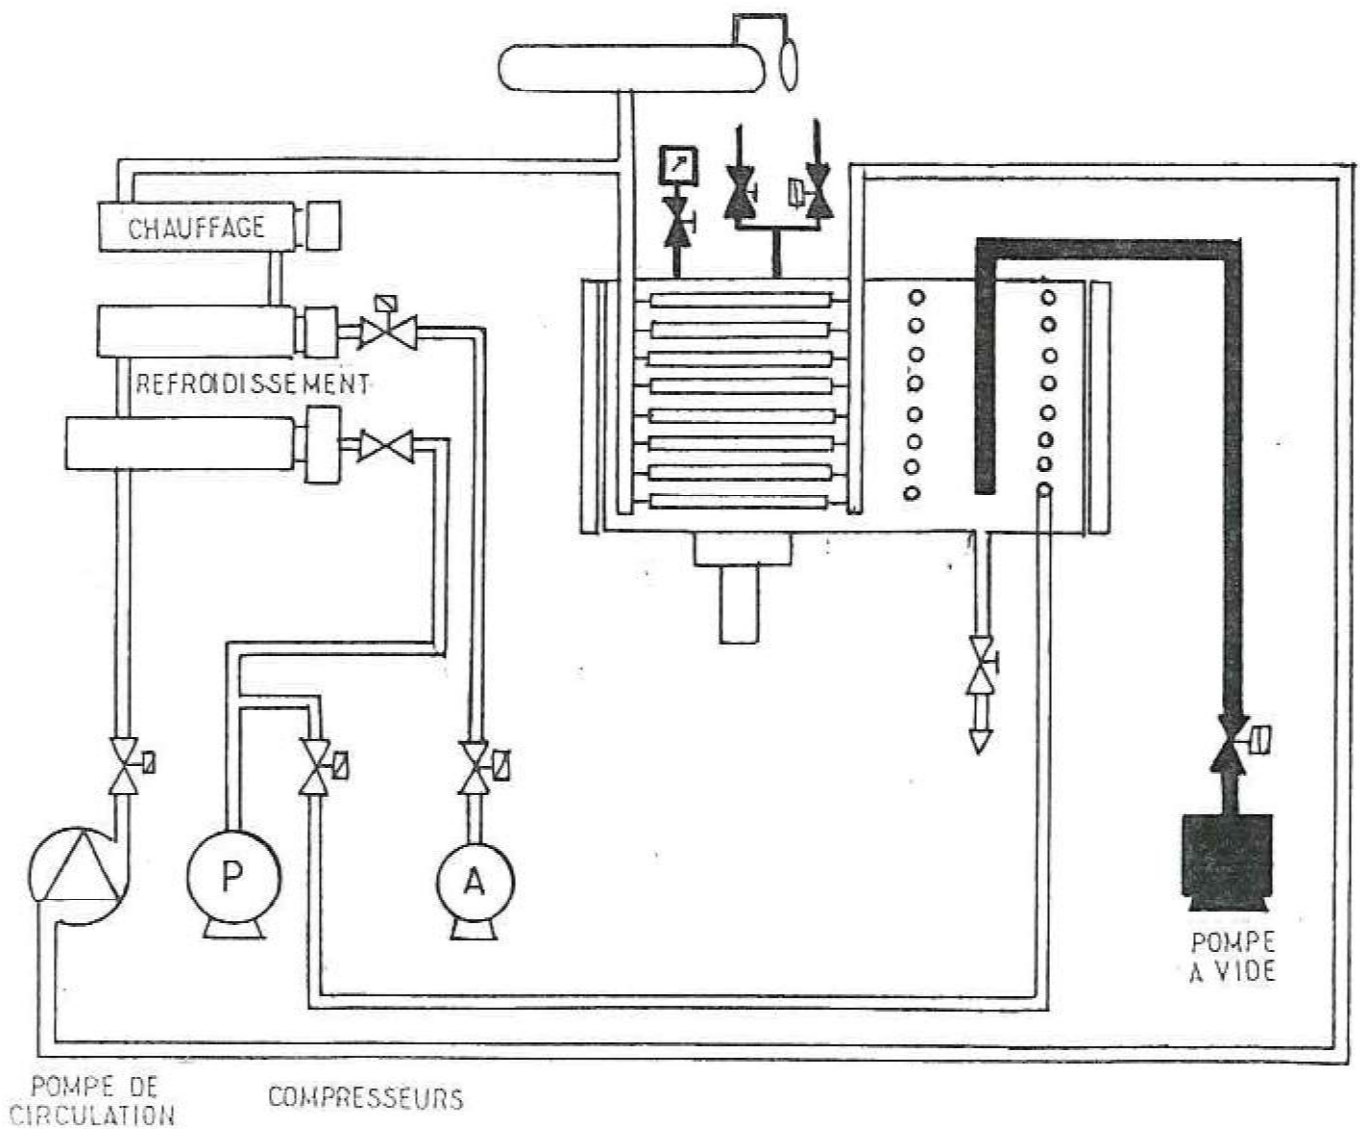 CHAUFFAGE
REFROIDISSEMENT
P
A
POMPE
A VIDE
POMPE DE
CIRCULATION
COMPRESSEURS